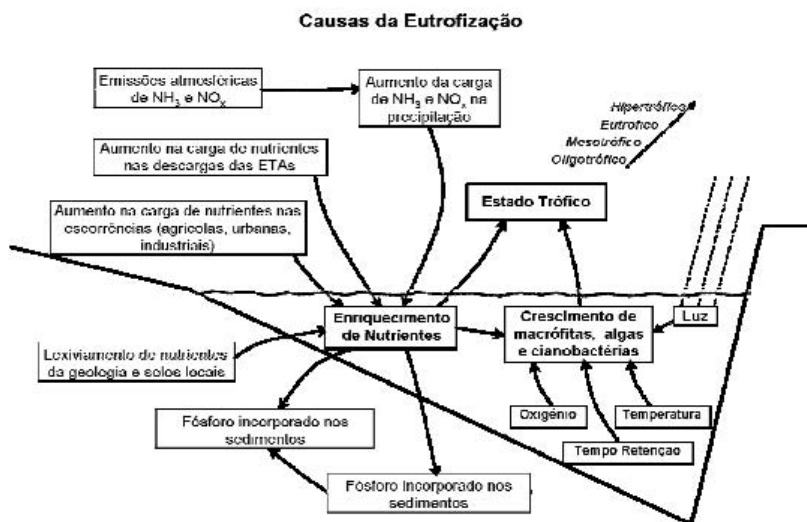 Causas da Eutrofização
Emissões atmosféricas
de NH₃ e NOₓ
Aumento da carga
de NH₃ e NOₓ na
precipitação
Hipertrófico
Eutrofico
Mesotrófico
Oligotrófico
Aumento na carga de nutrientes
nas descargas das ETAs
Estado Trófico
Aumento na carga de nutrientes nas
escorrências (agrícolas, urbanas,
industriais)
Enriquecimento
de Nutrientes
Crescimento de
macrófitas, algas
e cianobactérias
Luz
Lexiviamento de nutrientes
da geologia e solos locais
Oxigénio
Temperatura
Fósforo incorporado nos
sedimentos
Tempo Retençao
Fósforo incorporado nos
sedimentos